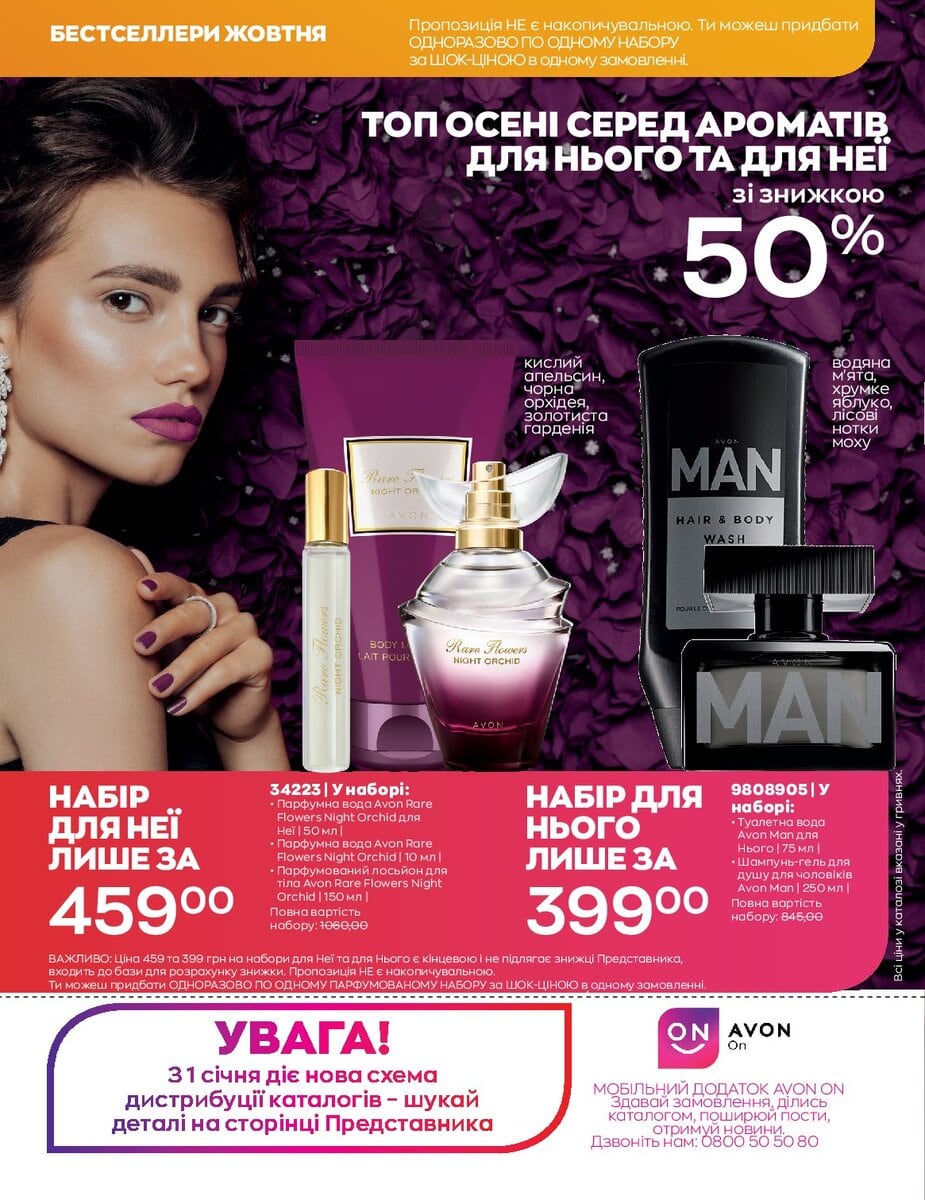 БЕСТСЕЛЛЕРИ ЖОВТНЯ
Пропозиція НЕ є накопичувальною. Ти можеш придбати
ОДНОРАЗОВО ПО ОДНОМУ НАБОРУ
за ШОК-ЦІНОЮ в одному замовленні.
ТОП ОСЕНІ СЕРЕД АРОМАТІВ
ДЛЯ НЬОГО ТА ДЛЯ НЕЇ
зі знижкою
50%
кислий
апельсин,
чорна
орхідея,
золотиста
гарденія
водяна
м'ята,
хрумке
яблуко,
лісові
нотки
моху
Rare
NIGHT OR
AVON
BODY L
LAIT POUR
Rare Flowers
NIGHT ORCHID
Rare Flowers
NIGHT ORCHID
AVON
AVON
MAN
HAIR & BODY
WASH
AVON
MAN
НАБІР
ДЛЯ НЕЇ
ЛИШЕ ЗА
459⁰⁰
34223 | У наборі:
• Парфумна вода Avon Rare
Flowers Night Orchid для
Неї | 50 мл |
• Парфумна вода Avon Rare
Flowers Night Orchid | 10 мл |
• Парфумований лосьйон для
тіла Avon Rare Flowers Night
Orchid | 150 мл |
Повна вартість
набору: 1060,00
НАБІР ДЛЯ
НЬОГО
ЛИШЕ ЗА
399⁰⁰
9808905 | У
наборі:
• Туалетна вода
Avon Man для
Нього | 75 мл |
• Шампунь-гель для
душу для чоловіків
Avon Man | 250 мл |
Повна вартість
набору: 845,00
Всі ціни у каталозі вказані у гривнях.
ВАЖЛИВО: Ціна 459 та 399 грн на набори для Неї та для Нього є кінцевою і не підлягає знижці Представника,
входить до бази для розрахунку знижки. Пропозиція НЕ є накопичувальною.
Ти можеш придбати ОДНОРАЗОВО ПО ОДНОМУ ПАРФУМОВАНОМУ НАБОРУ за ШОК-ЦІНОЮ в одному замовленні.
УВАГА!
З 1 січня діє нова схема
дистрибуції каталогів – шукай
деталі на сторінці Представника
ON
AVON
On
МОБІЛЬНИЙ ДОДАТОК AVON ON
Здавай замовлення, ділись
каталогом, поширюй пости,
отримуй новини.
Дзвоніть нам: 0800 50 50 80